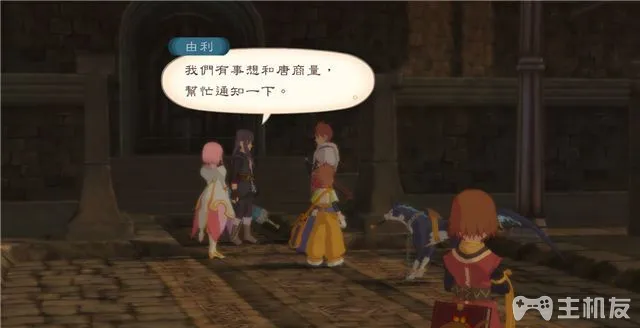 由利
我們有事想和唐商量，
幫忙通知一下。
主机友